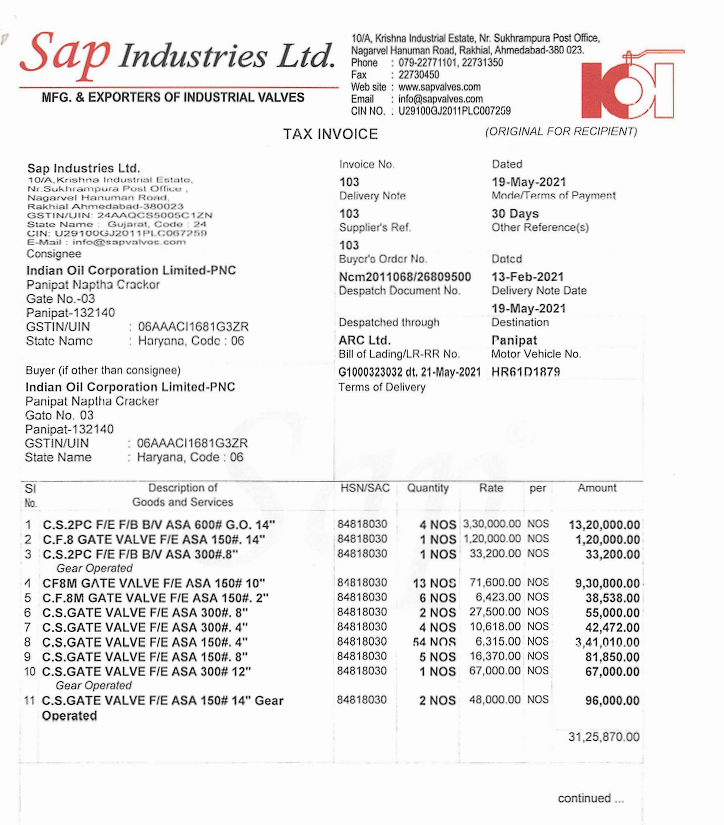 Sap Industries Ltd.
MFG. & EXPORTERS OF INDUSTRIAL VALVES
10/A, Krishna Industrial Estate, Nr. Sukhrampura Post Office,
Nagarvel Hanuman Road, Rakhial, Ahmedabad-380 023.
Phone : 079-22771101, 22731350
Fax : 22730450
Web site : www.sapvalves.com
Email : info@sapvalves.com
CIN NO. : U29100GJ2011PLC007259
TAX INVOICE
(ORIGINAL FOR RECIPIENT)
Sap Industries Ltd.
10/A,Krishna Industrial Estate,
Nr.Sukhrampura Post Office ,
Nagarvel Hanuman Road,
Rakhial Ahmedabad-380023
GSTIN/UIN: 24AAQCS5005C1ZN
State Name : Gujarat, Code : 24
CIN: U29100GJ2011PLC067259
E-Mail : info@sapvalvos.com
Consignee
Indian Oil Corporation Limited-PNC
Panipat Naptha Crackor
Gate No.-03
Panipat-132140
GSTIN/UIN : 06AAACI1681G3ZR
State Name : Haryana, Code : 06
Buyer (if other than consignee)
Indian Oil Corporation Limited-PNC
Panipat Naptha Cracker
Gato No. 03
Panipat-132140
GSTIN/UIN : 06AAACI1681G3ZR
State Name : Haryana, Code : 06
Invoice No. Dated
103 19-May-2021
Delivery Note Mode/Terms of Payment
103 30 Days
Supplier's Ref. Other Reference(s)
103
Buyer's Order No. Dated
Ncm2011068/26809500 13-Feb-2021
Despatch Document No. Delivery Note Date
19-May-2021
Despatched through Destination
ARC Ltd. Panipat
Bill of Lading/LR-RR No. Motor Vehicle No.
G1000323032 dt. 21-May-2021 HR61D1879
Terms of Delivery
Sl No. Description of Goods and Services HSN/SAC Quantity Rate per Amount
1 C.S.2PC F/E F/B B/V ASA 600# G.O. 14" 84818030 4 NOS 3,30,000.00 NOS 13,20,000.00
2 C.F.8 GATE VALVE F/E ASA 150#. 14" 84818030 1 NOS 1,20,000.00 NOS 1,20,000.00
3 C.S.2PC F/E F/B B/V ASA 300#.8" 84818030 1 NOS 33,200.00 NOS 33,200.00
Gear Operated
4 CF8M GATE VALVE F/E ASA 150# 10" 84818030 13 NOS 71,600.00 NOS 9,30,800.00
5 C.F.8M GATE VALVE F/E ASA 150#. 2" 84818030 6 NOS 6,423.00 NOS 38,538.00
6 C.S.GATE VALVE F/E ASA 300#. 8" 84818030 2 NOS 27,500.00 NOS 55,000.00
7 C.S.GATE VALVE F/E ASA 300#. 4" 84818030 4 NOS 10,618.00 NOS 42,472.00
8 C.S.GATE VALVE F/E ASA 150#. 4" 84818030 54 NOS 6,315.00 NOS 3,41,010.00
9 C.S.GATE VALVE F/E ASA 150#. 8" 84818030 5 NOS 16,370.00 NOS 81,850.00
10 C.S.GATE VALVE F/E ASA 300# 12" 84818030 1 NOS 67,000.00 NOS 67,000.00
Gear Operated
11 C.S.GATE VALVE F/E ASA 150# 14" Gear 84818030 2 NOS 48,000.00 NOS 96,000.00
Operated
31,25,870.00
continued ...